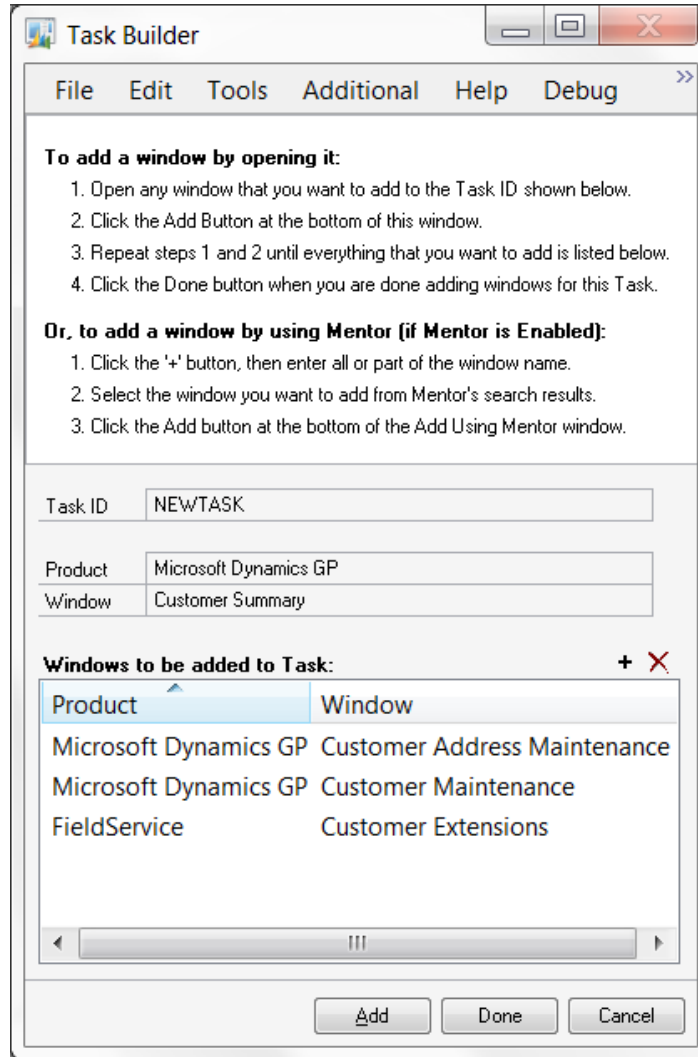 Task Builder
File Edit Tools Additional Help Debug »
To add a window by opening it:
1. Open any window that you want to add to the Task ID shown below.
2. Click the Add Button at the bottom of this window.
3. Repeat steps 1 and 2 until everything that you want to add is listed below.
4. Click the Done button when you are done adding windows for this Task.
Or, to add a window by using Mentor (if Mentor is Enabled):
1. Click the '+' button, then enter all or part of the window name.
2. Select the window you want to add from Mentor's search results.
3. Click the Add button at the bottom of the Add Using Mentor window.
Task ID NEWTASK
Product Microsoft Dynamics GP
Window Customer Summary
Windows to be added to Task: +
Product Window
Microsoft Dynamics GP Customer Address Maintenance
Microsoft Dynamics GP Customer Maintenance
FieldService Customer Extensions
Add Done Cancel